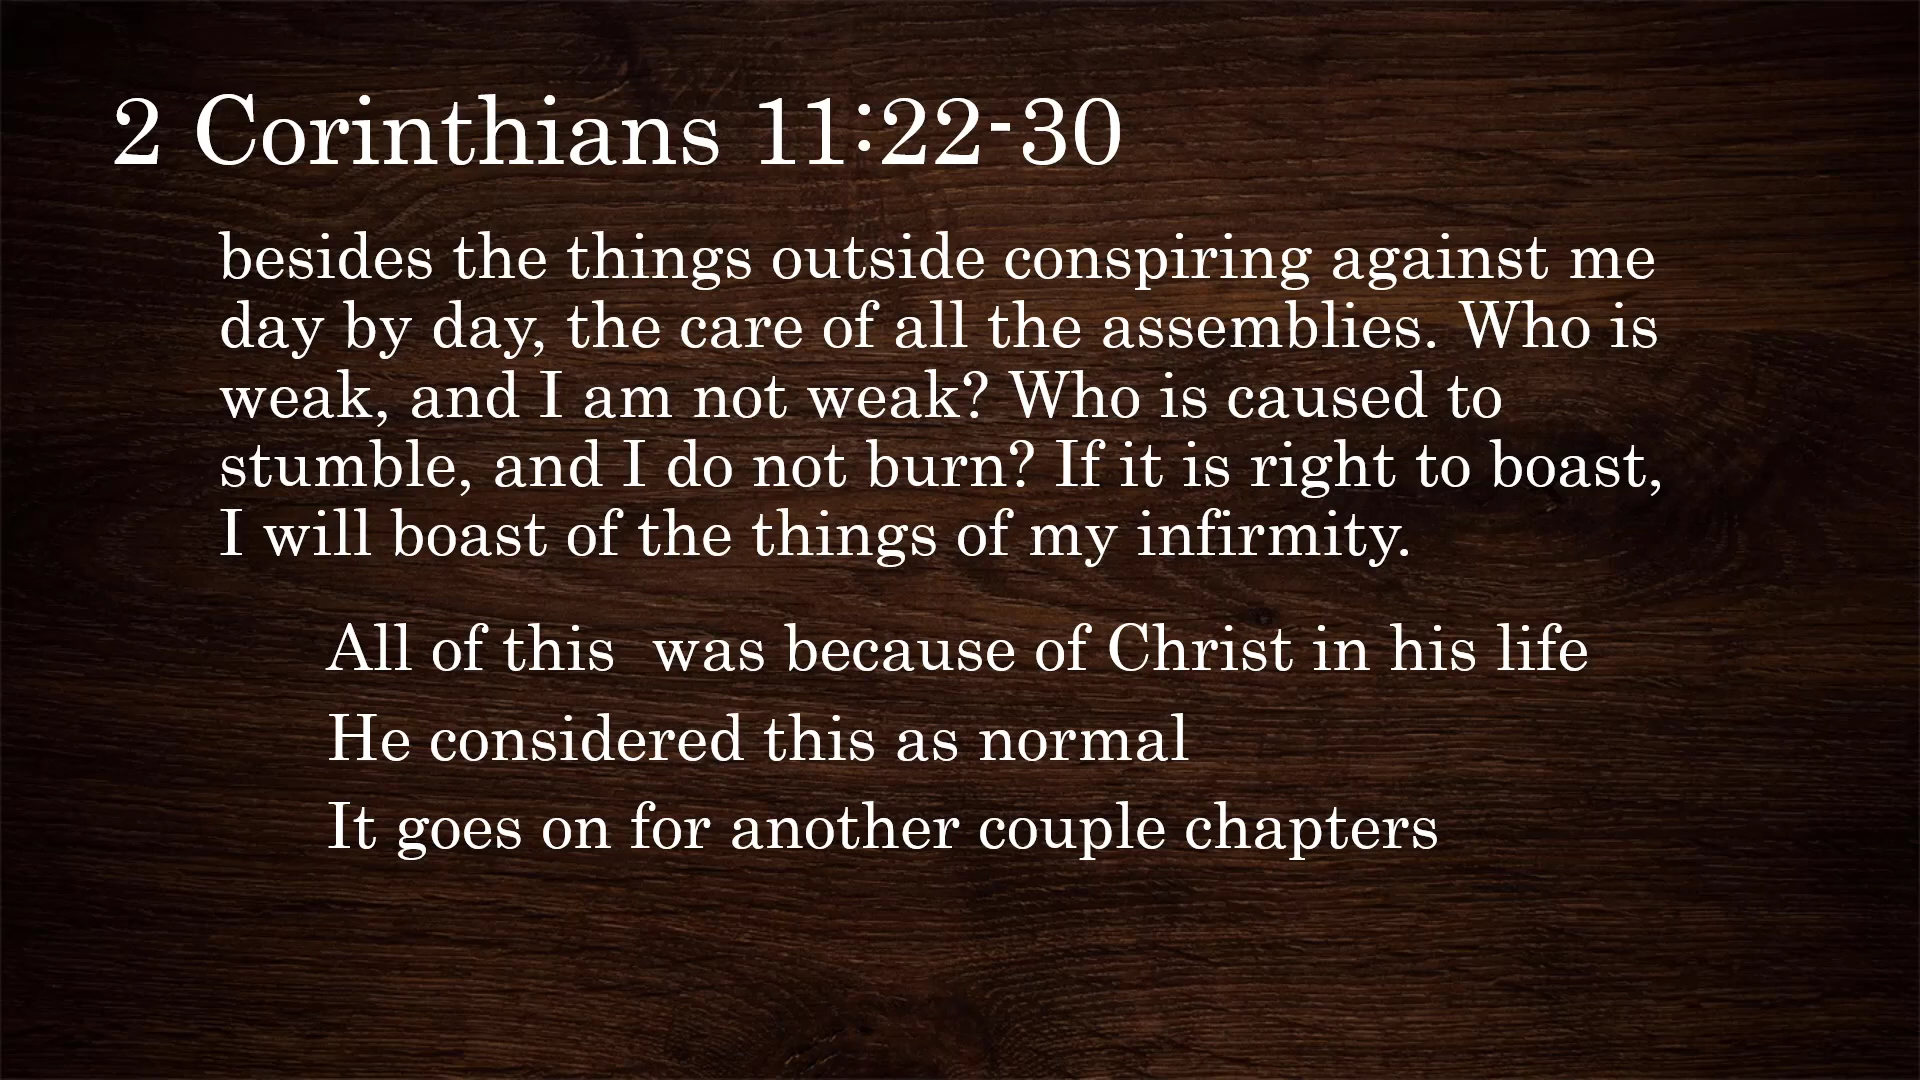 2 Corinthians 11:22-30
besides the things outside conspiring against me
day by day, the care of all the assemblies. Who is
weak, and I am not weak? Who is caused to
stumble, and I do not burn? If it is right to boast,
I will boast of the things of my infirmity.
All of this  was because of Christ in his life
He considered this as normal
It goes on for another couple chapters